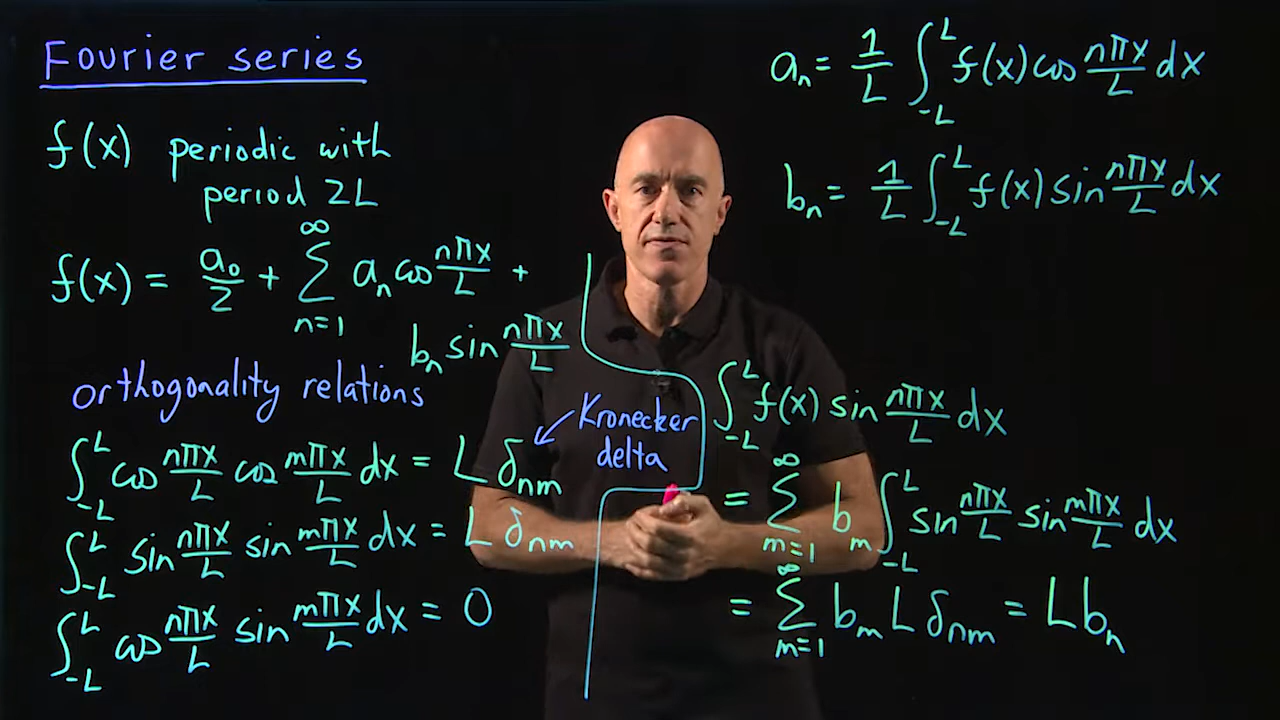 Fourier series
f(x) periodic with
period 2L
f(x) = a₀/2 + ∑_{n=1}^{∞} aₙ cos nπx/L +
bₙ sin nπx/L
orthogonality relations
∫_{-L}^{L} cos nπx/L cos mπx/L dx = L δₙₘ
Kronecker
delta
∫_{-L}^{L} sin nπx/L sin mπx/L dx = L δₙₘ
∫_{-L}^{L} cos nπx/L sin mπx/L dx = 0
aₙ = 1/L ∫_{-L}^{L} f(x) cos nπx/L dx
bₙ = 1/L ∫_{-L}^{L} f(x) sin nπx/L dx
∫_{-L}^{L} f(x) sin nπx/L dx
= ∑_{m=1}^{∞} bₘ ∫_{-L}^{L} sin nπx/L sin mπx/L dx
= ∑_{m=1}^{∞} bₘ L δₙₘ = L bₙ